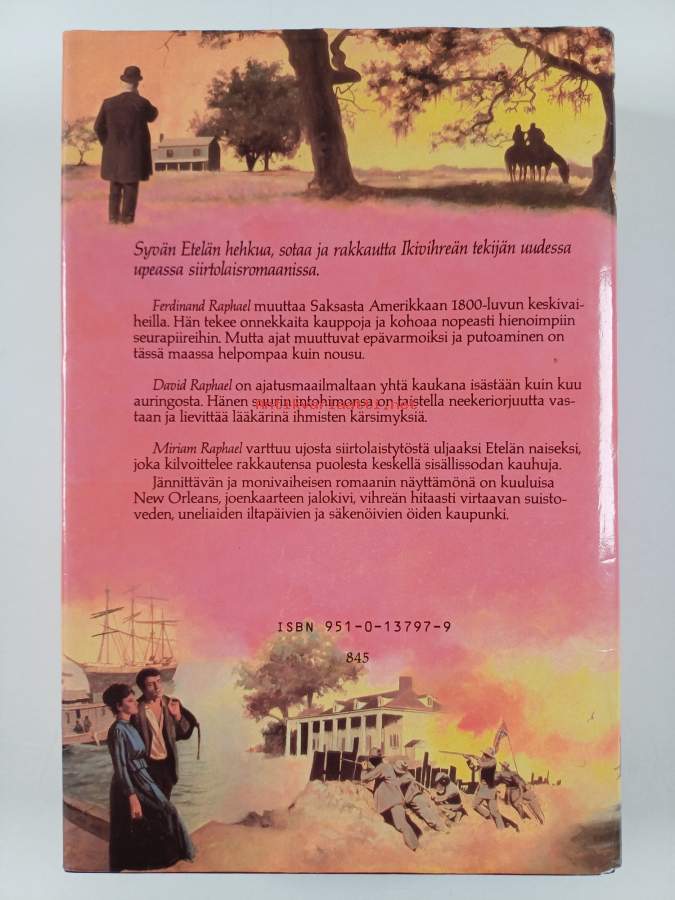 Syvän Etelän hehkua, sotaa ja rakkautta Ikivihreän tekijän uudessa
upeassa siirtolaisromaanissa.
Ferdinand Raphael muuttaa Saksasta Amerikkaan 1800-luvun keskivai-
heilla. Hän tekee onnekkaita kauppoja ja kohoaa nopeasti hienoimpiin
seurapiireihin. Mutta ajat muuttuvat epävarmoiksi ja putoaminen on
tässä maassa helpompaa kuin nousu.
David Raphael on ajatusmaailmaltaan yhtä kaukana isästään kuin kuu
auringosta. Hänen suurin intohimonsa on taistella neekeriorjuutta vas-
Antikvariaatti.net
taan ja lievittää lääkärinä ihmisten kärsimyksiä.
Miriam Raphael varttuu ujosta siirtolaistytöstä uljaaksi Etelän naiseksi,
joka kilvoittelee rakkautensa puolesta keskellä sisällissodan kauhuja.
Jännittävän ja monivaiheisen romaanin näyttämönä on kuuluisa
New Orleans, joenkaarteen jalokivi, vihreän hitaasti virtaavan suisto-
veden, uneliaiden iltapäivien ja säkenöivien öiden kaupunki.
ISBN 951-0-13797-9
845